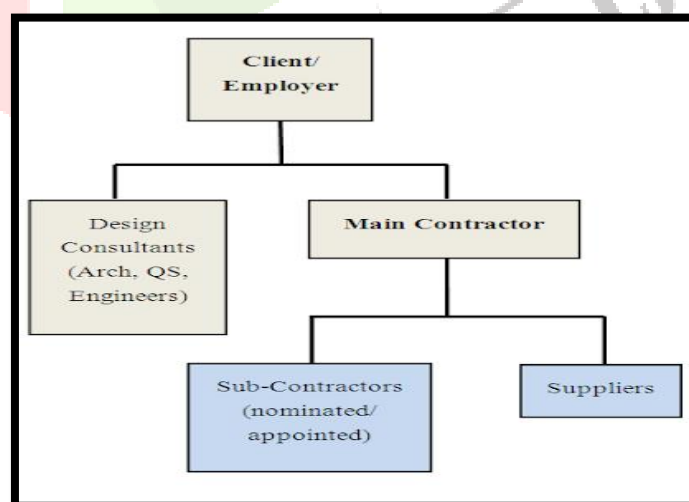 Client/
Employer
Design
Consultants
(Arch, QS,
Engineers)
Main Contractor
Sub-Contractors
(nominated/
appointed)
Suppliers